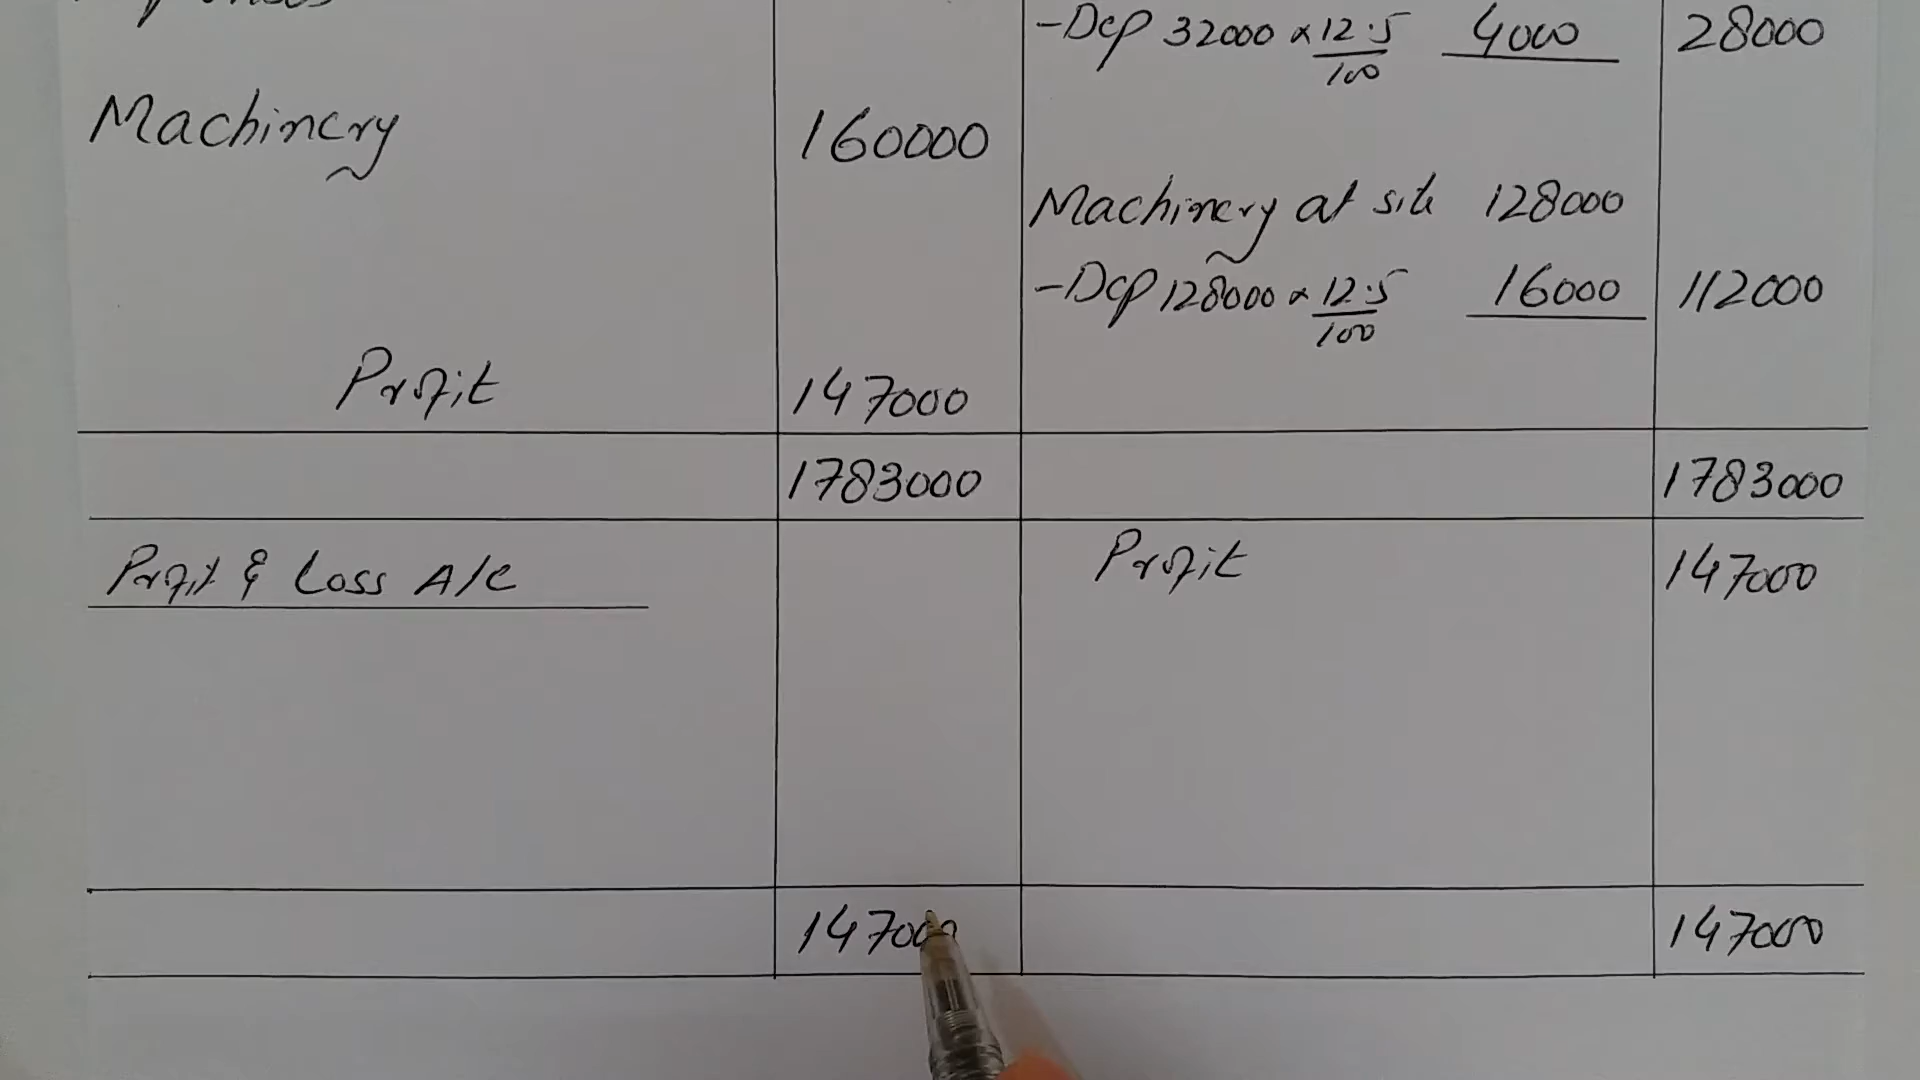 -Dep 32000 × 12.5/100 4000 28000
Machinery 160000
Machinery at site 128000
-Dep 128000 × 12.5/100 16000 112000
Profit 147000
1783000 1783000
Profit & Loss A/c Profit 147000
147000 147000